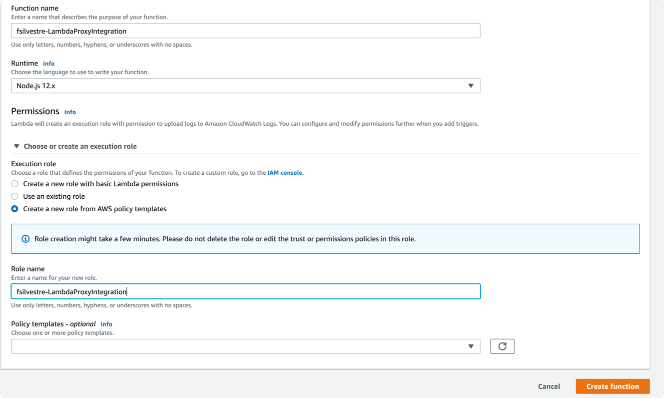 Function name
Enter a name that describes the purpose of your function.
fsilvestre-LambdaProxyIntegration
Use only letters, numbers, hyphens, or underscores with no spaces.
Runtime Info
Choose the language to use to write your function.
Node.js 12.x
Permissions Info
Lambda will create an execution role with permission to upload logs to Amazon CloudWatch Logs. You can configure and modify permissions further when you add triggers.
Choose or create an execution role
Execution role
Choose a role that defines the permissions of your function. To create a custom role, go to the IAM console.
Create a new role with basic Lambda permissions
Use an existing role
Create a new role from AWS policy templates
Role creation might take a few minutes. Please do not delete the role or edit the trust or permissions policies in this role.
Role name
Enter a name for your new role.
fsilvestre-LambdaProxyIntegration
Use only letters, numbers, hyphens, or underscores with no spaces.
Policy templates - optional Info
Choose one or more policy templates.
Cancel Create function